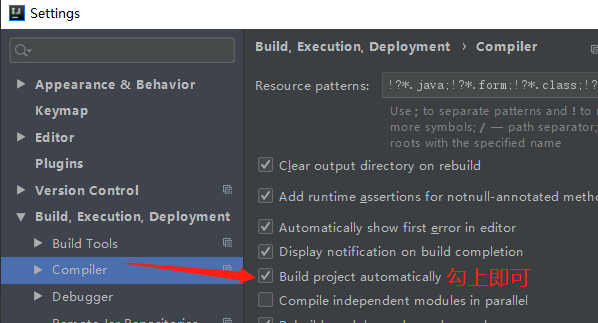 Settings
Build, Execution, Deployment › Compiler
Appearance & Behavior
Keymap
Editor
Plugins
Version Control
Build, Execution, Deployment
Build Tools
Compiler
Debugger
Remote Jar Repositories
Resource patterns: !?*.java;!?*.form;!?*.class;!?
Use ; to separate patterns and ! to
more symbols; / — path separator;
roots with the specified name
Clear output directory on rebuild
Add runtime assertions for notnull-annotated
Automatically show first error in editor
Display notification on build completion
Build project automatically 勾上即可
Compile independent modules in parallel